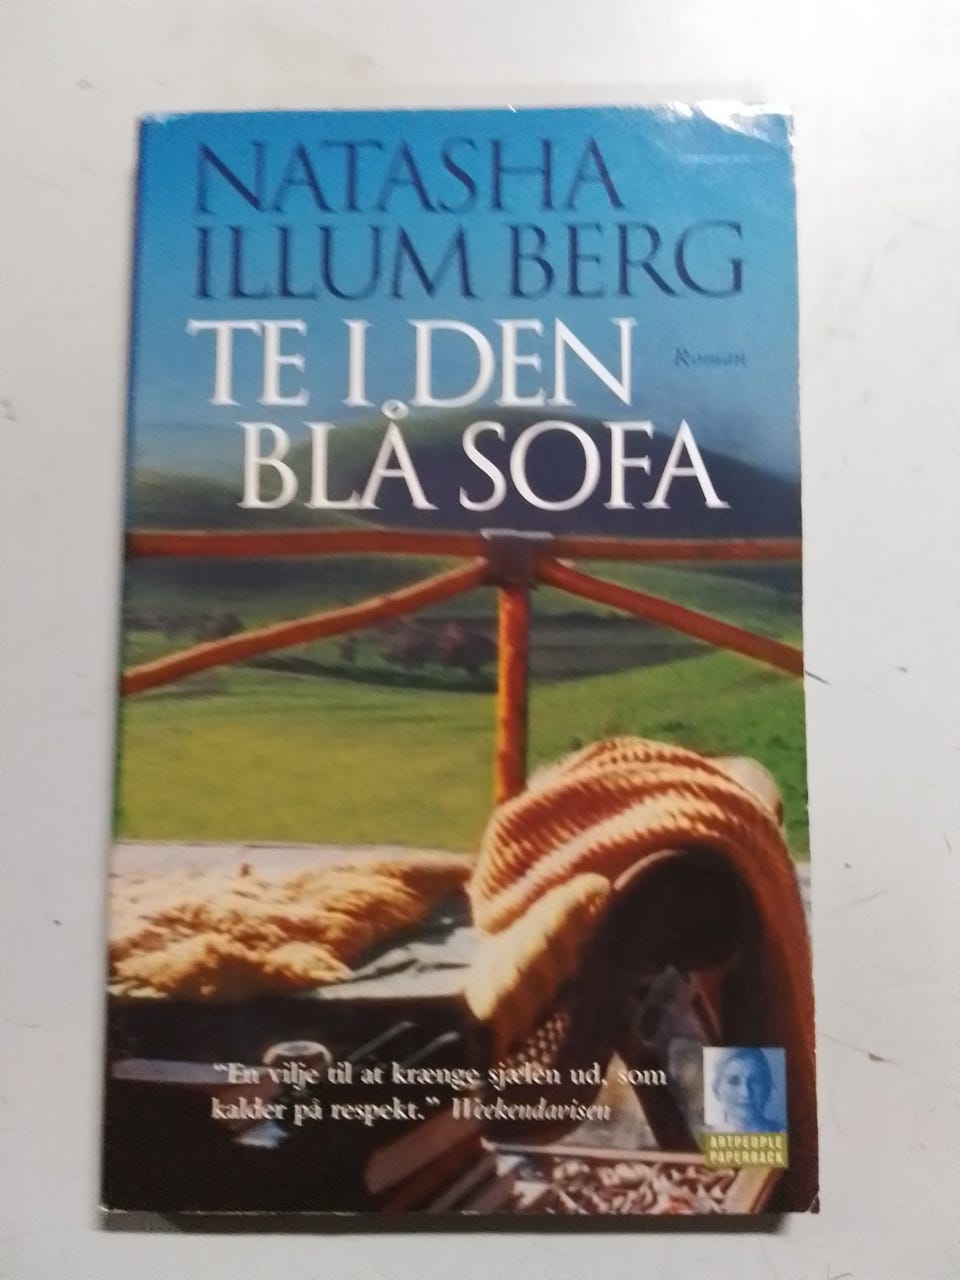 NATASHA
ILLUM BERG
TE I DEN
Roman
BLÅ SOFA
"En vilje til at krænge sjælen ud, som
kalder på respekt." Weekendavisen
ARTPEOPLE
PAPERBACK